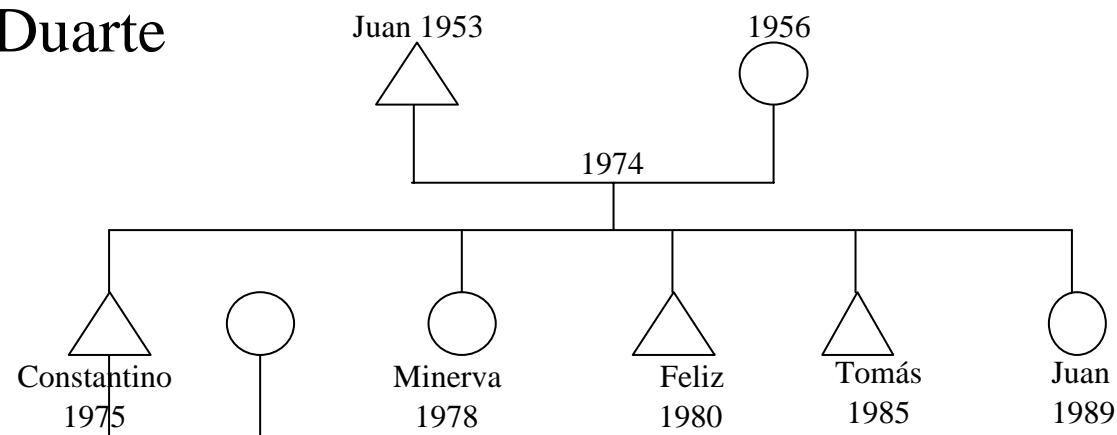 Duarte
Juan 1953
1956
1974
Constantino
1975
Minerva
1978
Feliz
1980
Tomás
1985
Juan
1989